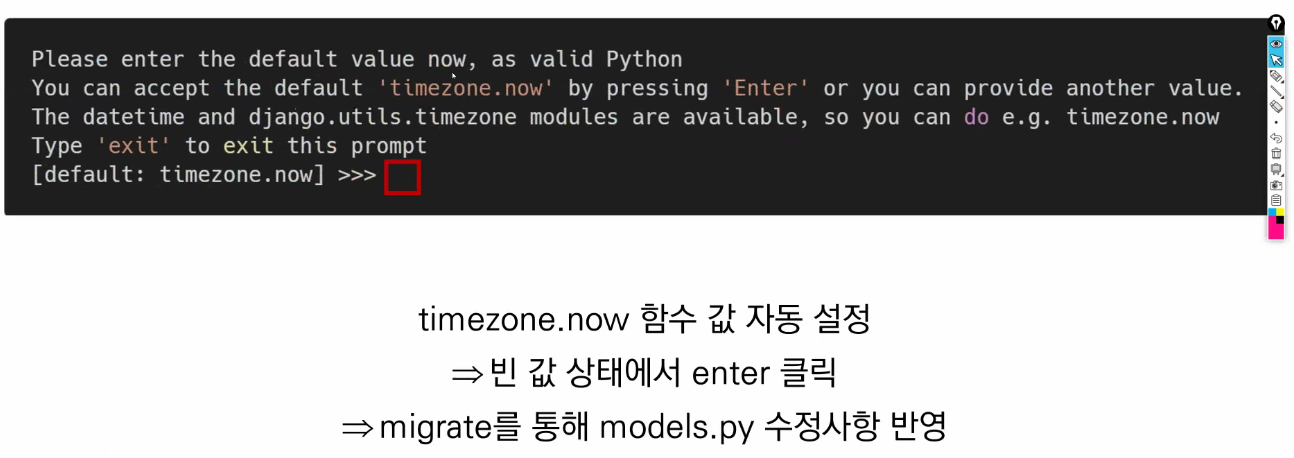 Please enter the default value now, as valid Python
You can accept the default 'timezone.now' by pressing 'Enter' or you can provide another value.
The datetime and django.utils.timezone modules are available, so you can do e.g. timezone.now
Type 'exit' to exit this prompt
[default: timezone.now] >>>
timezone.now 함수 값 자동 설정
⇒ 빈 값 상태에서 enter 클릭
⇒ migrate를 통해 models.py 수정사항 반영